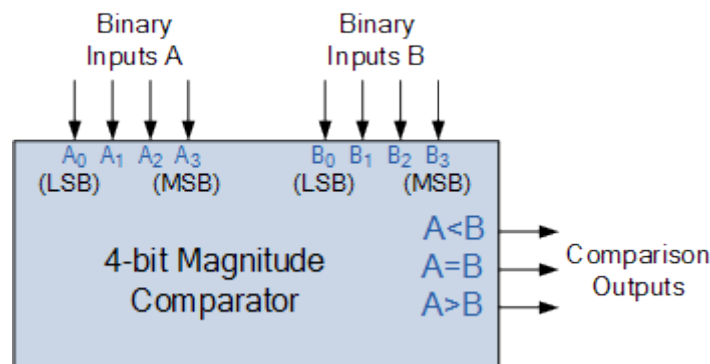 Binary
Inputs A
Binary
Inputs B
A₀ A₁ A₂ A₃
(LSB) (MSB)
B₀ B₁ B₂ B₃
(LSB) (MSB)
4-bit Magnitude
Comparator
A<B
A=B
A>B
Comparison
Outputs